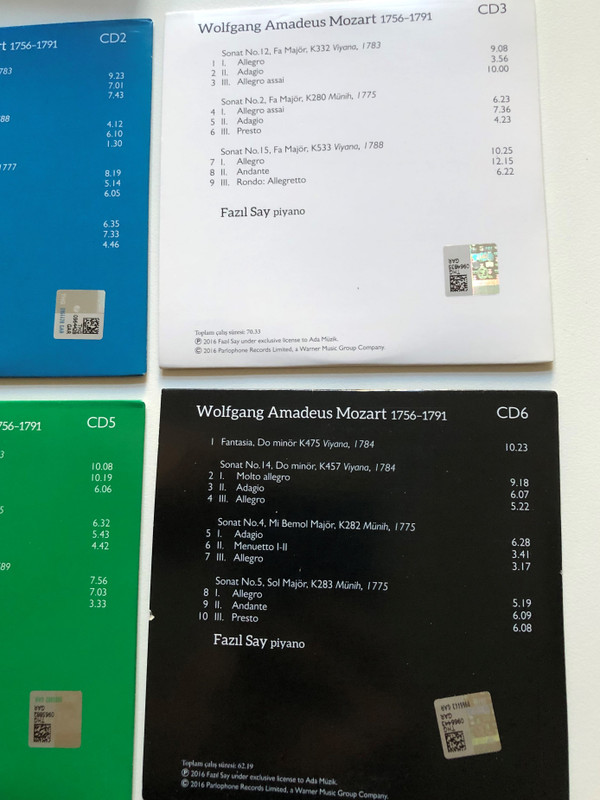 rt 1756–1791 CD2
783
9.23
7.01
7.43
788
4.12
6.10
1.30
1777
8.19
5.14
6.05
6.35
7.33
4.46
Wolfgang Amadeus Mozart 1756–1791 CD3
Sonat No.12, Fa Majör, K332 Viyana, 1783
1 I. Allegro 9.08
2 II. Adagio 3.56
3 III. Allegro assai 10.00
Sonat No.2, Fa Majör, K280 Münih, 1775
4 I. Allegro assai 6.23
5 II. Adagio 7.36
6 III. Presto 4.23
Sonat No.15, Fa Majör, K533 Viyana, 1788
7 I. Allegro 10.25
8 II. Andante 12.15
9 III. Rondo: Allegretto 6.22
Fazıl Say piyano
Toplam çalış süresi: 70.33
℗ 2016 Fazıl Say under exclusive license to Ada Müzik.
© 2016 Parlophone Records Limited, a Warner Music Group Company.
756–1791 CD5
3
10.08
10.19
6.06
5
6.32
5.43
4.42
789
7.56
7.03
3.33
Wolfgang Amadeus Mozart 1756–1791 CD6
1 Fantasia, Do minör K475 Viyana, 1784 10.23
Sonat No.14, Do minör, K457 Viyana, 1784
2 I. Molto allegro 9.18
3 II. Adagio 6.07
4 III. Allegro 5.22
Sonat No.4, Mi Bemol Majör, K282 Münih, 1775
5 I. Adagio 6.28
6 II. Menuetto I-II 3.41
7 III. Allegro 3.17
Sonat No.5, Sol Majör, K283 Münih, 1775
8 I. Allegro 5.19
9 II. Andante 6.09
10 III. Presto 6.08
Fazıl Say piyano
Toplam çalış süresi: 62.19
℗ 2016 Fazıl Say under exclusive license to Ada Müzik.
© 2016 Parlophone Records Limited, a Warner Music Group Company.